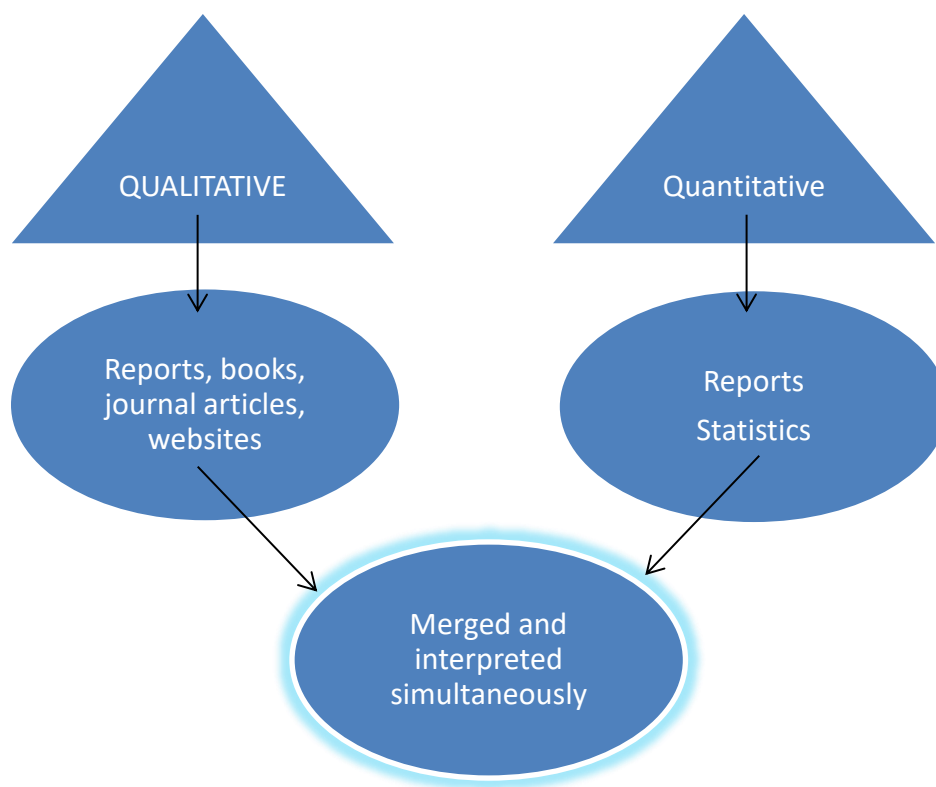 QUALITATIVE
Quantitative
Reports, books,
journal articles,
websites
Reports
Statistics
Merged and
interpreted
simultaneously